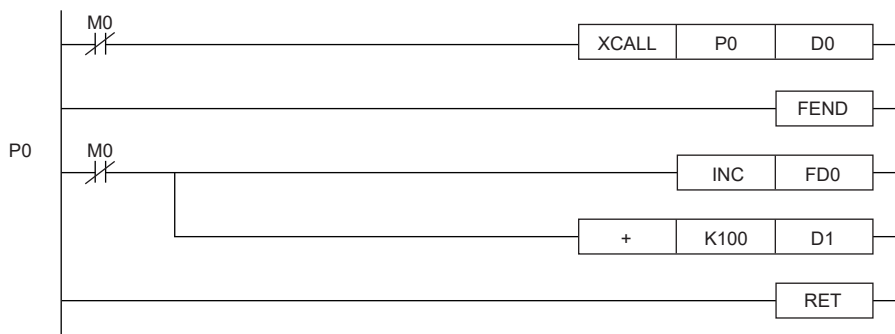 M0
XCALL P0 D0
FEND
P0
M0
INC FD0
+ K100 D1
RET